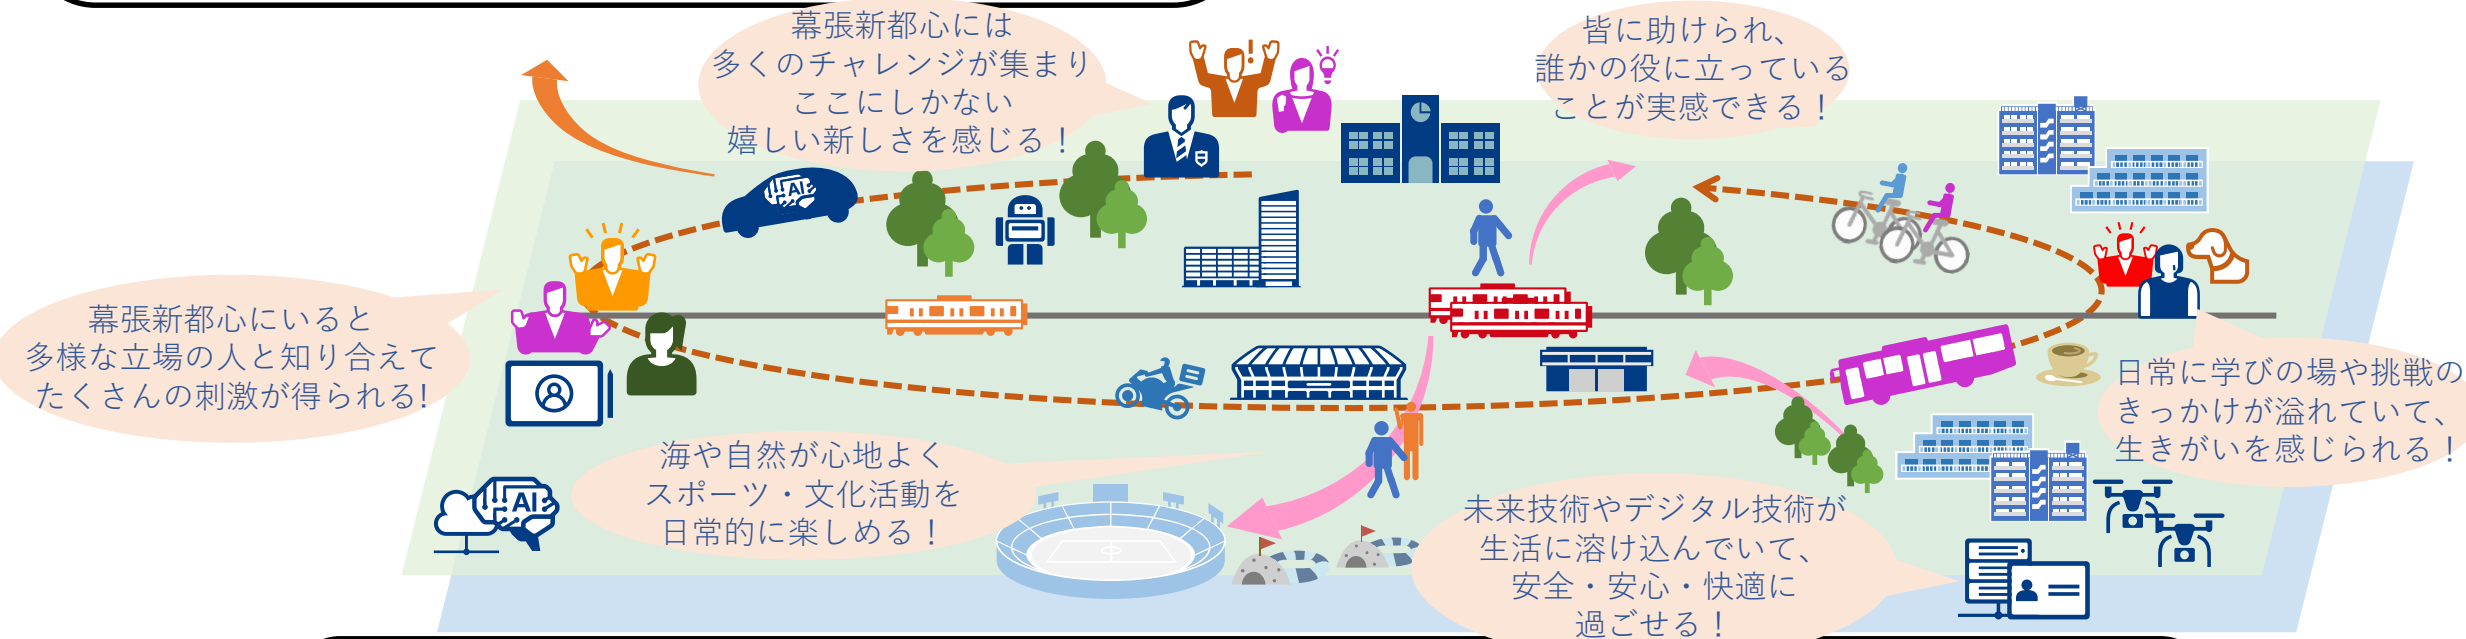 幕張新都心には
多くのチャレンジが集まり
ここにしかない
嬉しい新しさを感じる！
皆に助けられ、
誰かの役に立っている
ことが実感できる！
AI
幕張新都心にいると
多様な立場の人と知り合えて
たくさんの刺激が得られる!
日常に学びの場や挑戦の
きっかけが溢れていて、
生きがいを感じられる！
海や自然が心地よく
スポーツ・文化活動を
日常的に楽しめる！
AI
未来技術やデジタル技術が
生活に溶け込んでいて、
安全・安心・快適に
過ごせる！